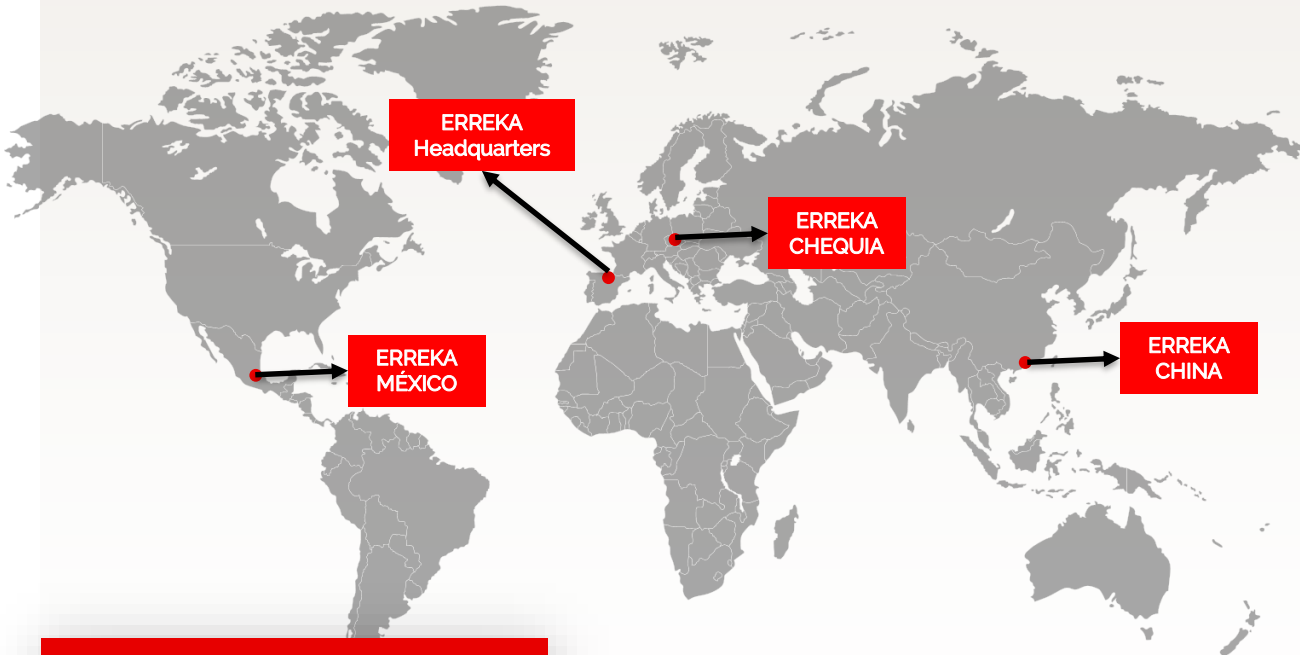 ERREKA
Headquarters
ERREKA
CHEQUIA
ERREKA
MÉXICO
ERREKA
CHINA